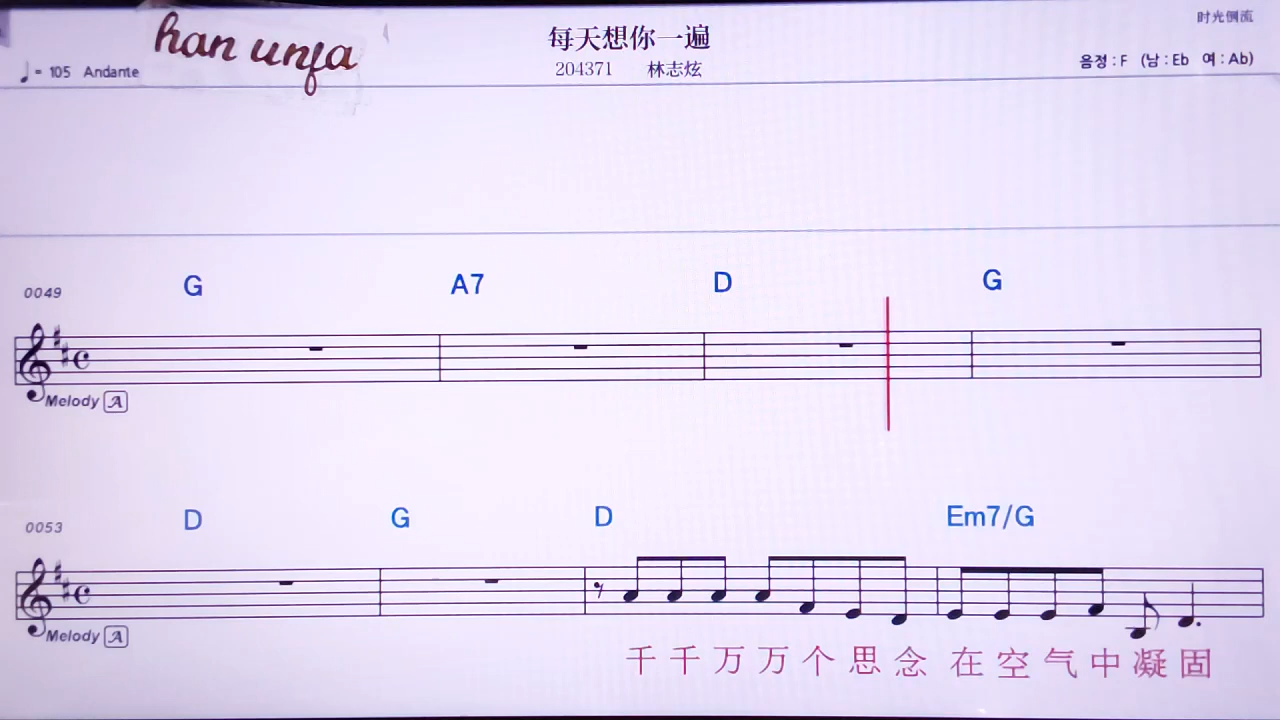 han unfa
时光倒流
每天想你一遍
♩= 105 Andante
204371 林志炫
음정 : F (남 : Eb 여 : Ab)
G A7 D G
0049
Melody A
D G D Em7/G
0053
Melody A
千千万万个思念在空气中凝固